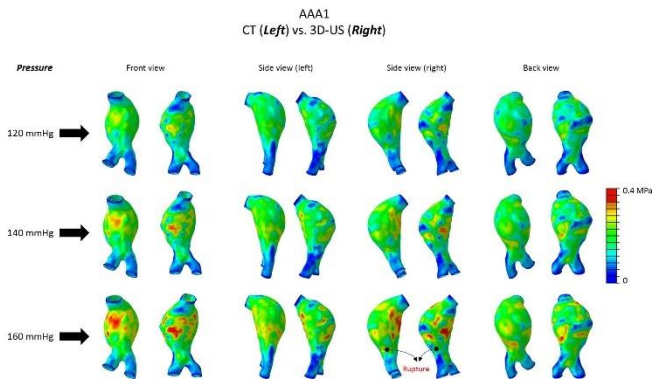 AAA1
CT (Left) vs. 3D-US (Right)
Pressure
Front view
Side view (left)
Side view (right)
Back view
120 mmHg
140 mmHg
0.4 MPa
0
160 mmHg
Rupture